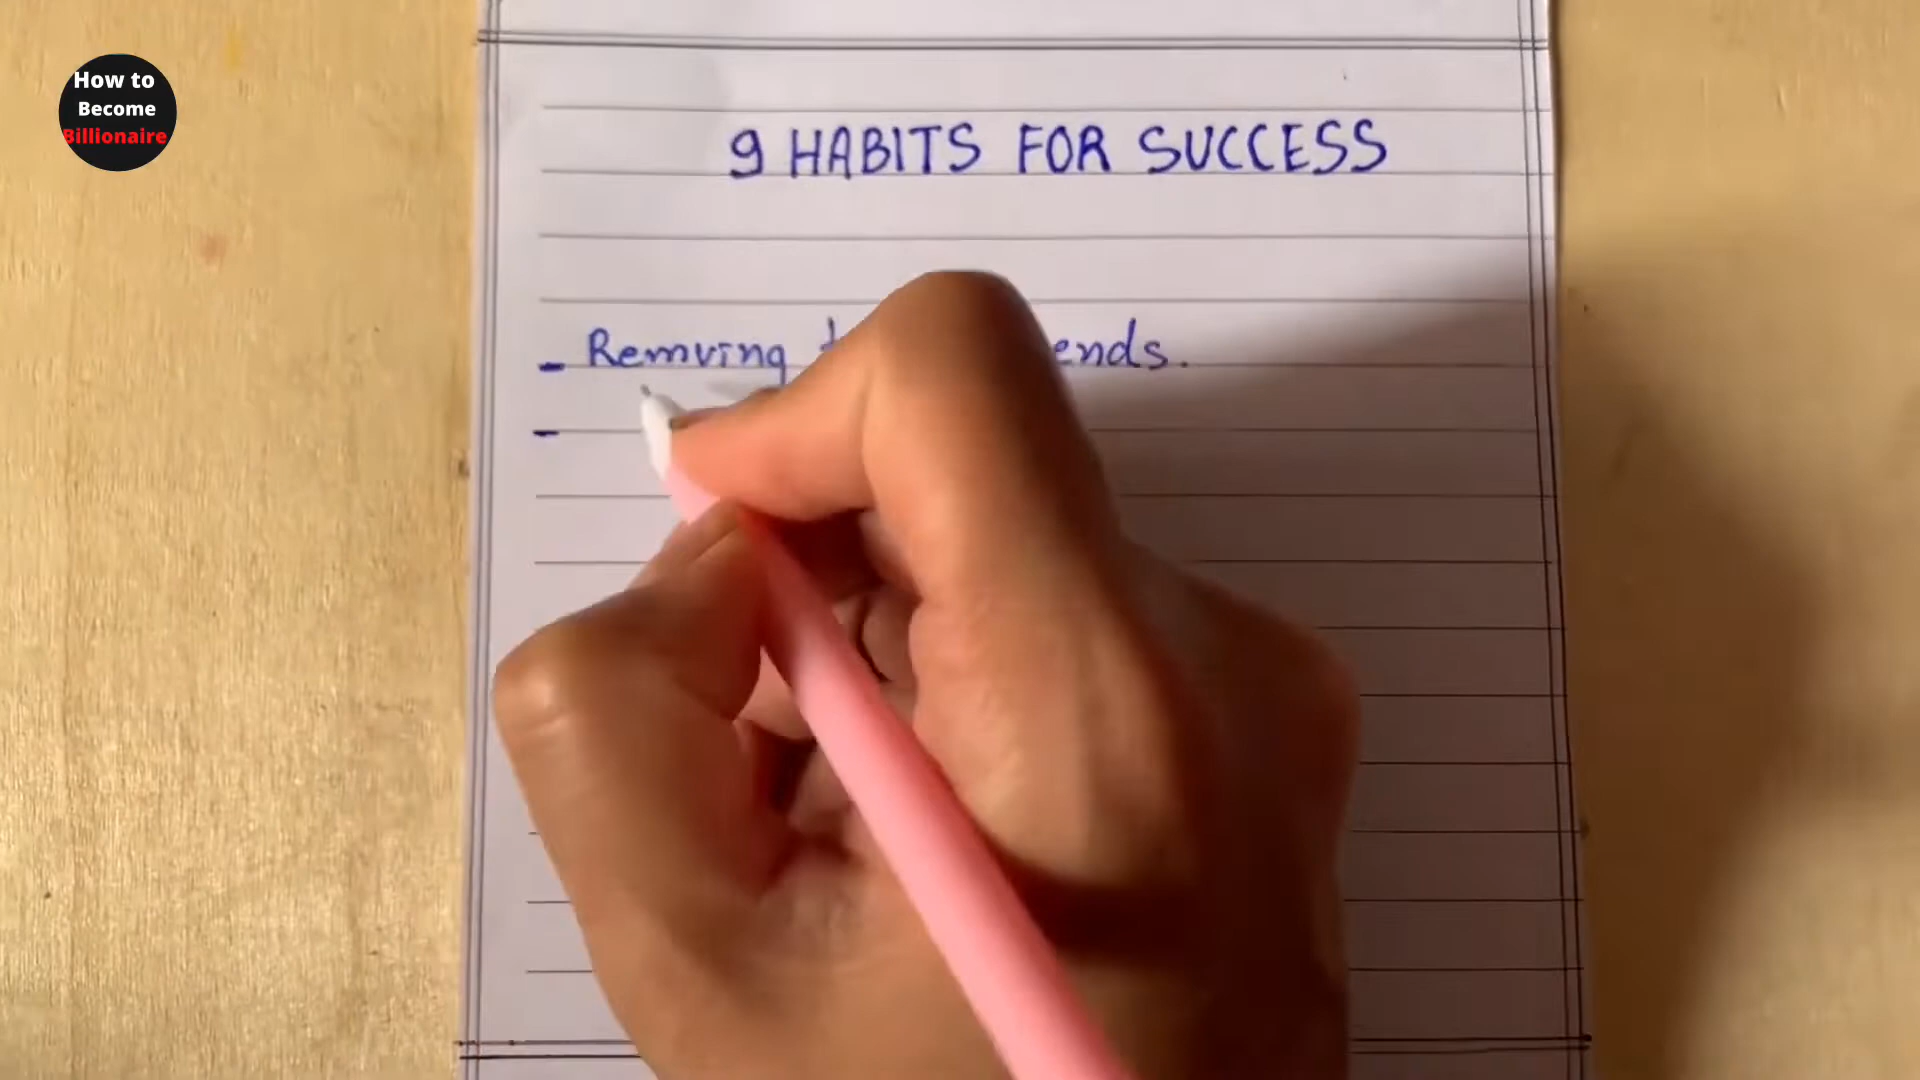 How to
Become
Billionaire
9 HABITS FOR SUCCESS
- Remving ends.
-